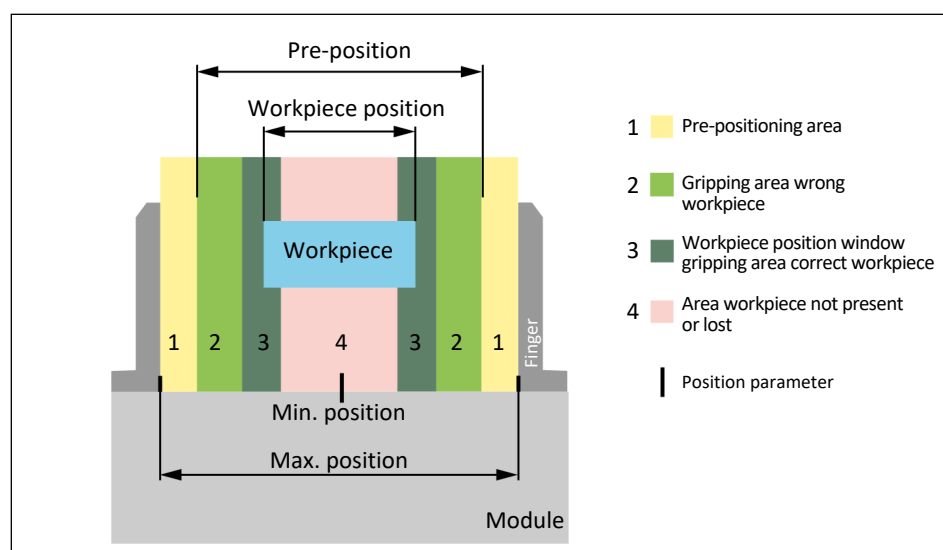 Pre-position
Workpiece position
Workpiece
1 2 3 4 3 2 1
Finger
Min. position
Max. position
Module
1 Pre-positioning area
2 Gripping area wrong
workpiece
3 Workpiece position window
gripping area correct workpiece
4 Area workpiece not present
or lost
Position parameter